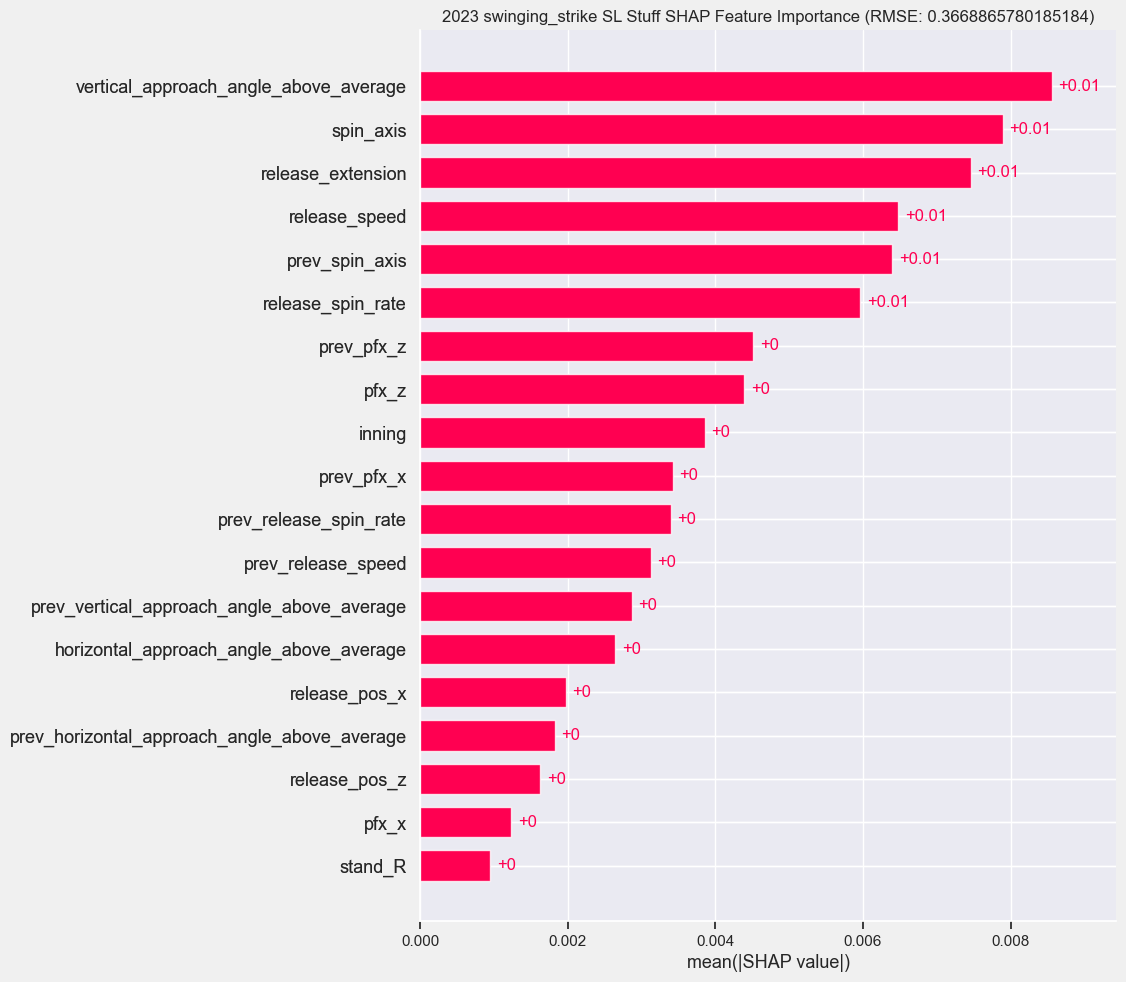 2023 swinging_strike SL Stuff SHAP Feature Importance (RMSE: 0.3668865780185184)
vertical_approach_angle_above_average +0.01
spin_axis +0.01
release_extension +0.01
release_speed +0.01
prev_spin_axis +0.01
release_spin_rate +0.01
prev_pfx_z +0
pfx_z +0
inning +0
prev_pfx_x +0
prev_release_spin_rate +0
prev_release_speed +0
prev_vertical_approach_angle_above_average +0
horizontal_approach_angle_above_average +0
release_pos_x +0
prev_horizontal_approach_angle_above_average +0
release_pos_z +0
pfx_x +0
stand_R +0
0.000 0.002 0.004 0.006 0.008
mean(|SHAP value|)